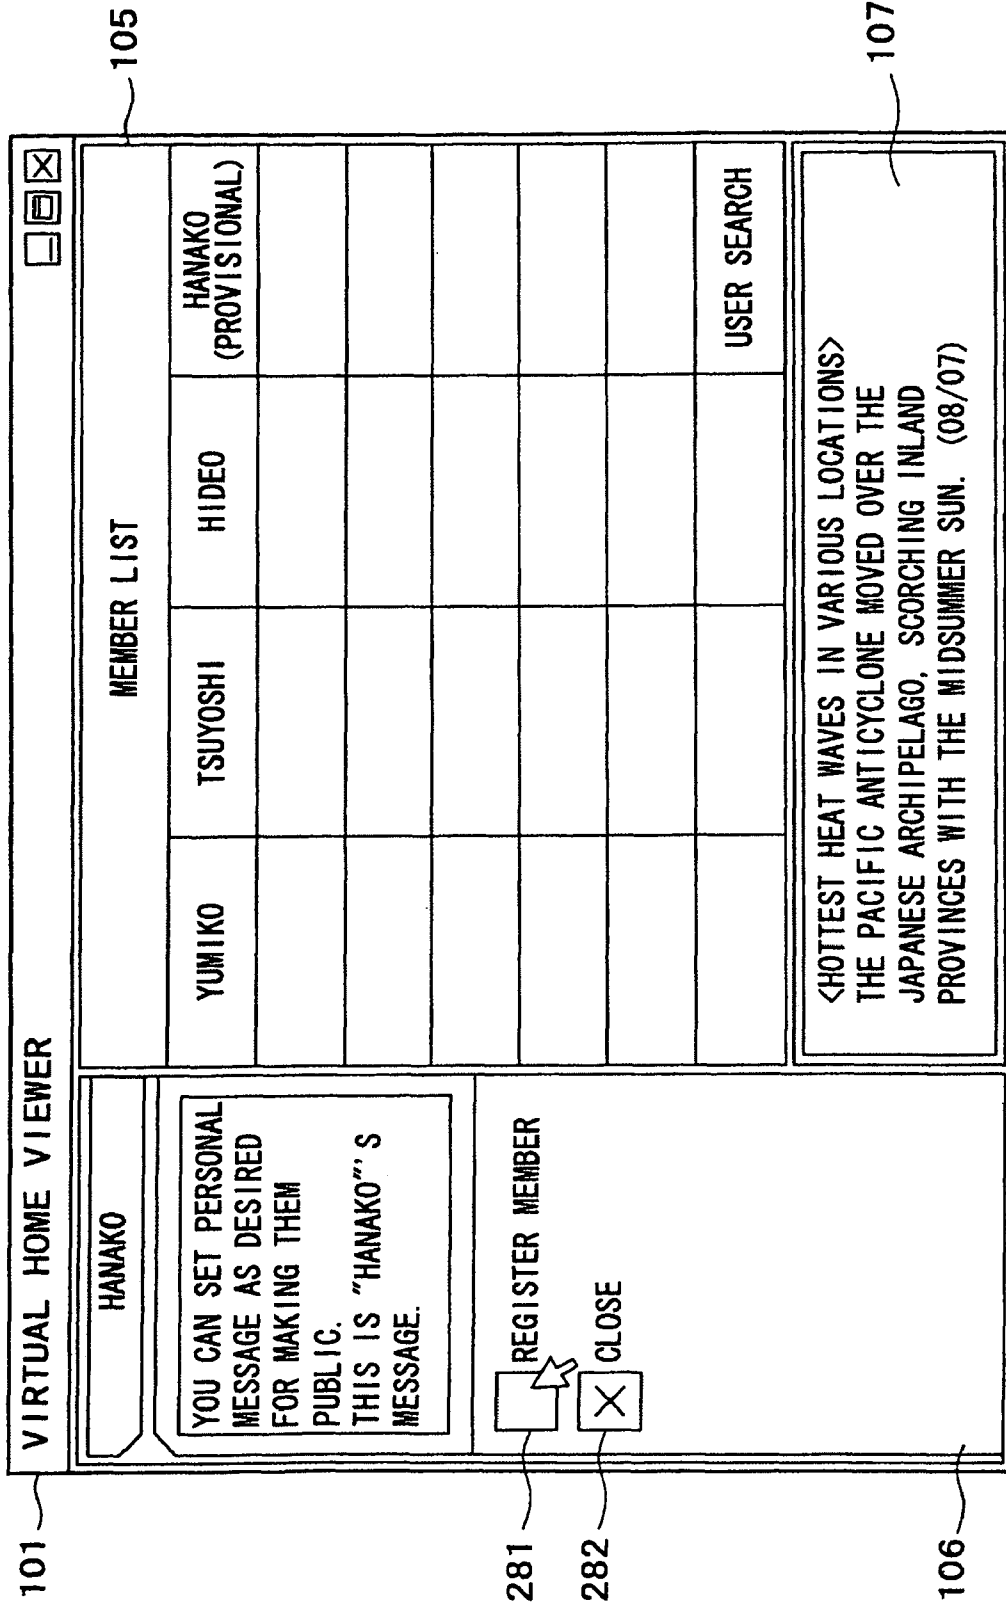 VIRTUAL HOME VIEWER
101
105
HANAKO
YOU CAN SET PERSONAL
MESSAGE AS DESIRED
FOR MAKING THEM
PUBLIC.
THIS IS "HANAKO"'S
MESSAGE.
281
REGISTER MEMBER
282
CLOSE
106
MEMBER LIST
YUMIKO
TSUYOSHI
HIDEO
HANAKO
(PROVISIONAL)
USER SEARCH
<HOTTEST HEAT WAVES IN VARIOUS LOCATIONS>
THE PACIFIC ANTICYCLONE MOVED OVER THE
JAPANESE ARCHIPELAGO, SCORCHING INLAND
PROVINCES WITH THE MIDSUMMER SUN. (08/07)
107